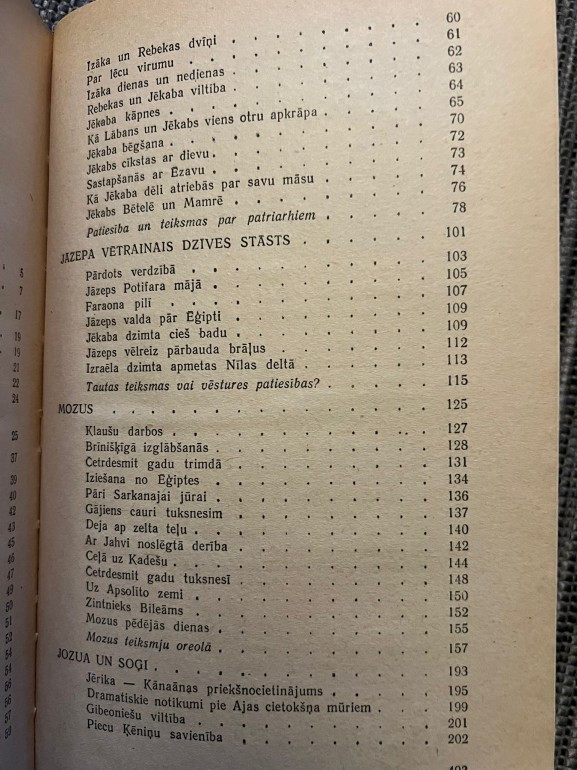 Izāka un Rebekas dvīņi . . . . . . . . 60
Par lēcu virumu . . . . . . . . 61
Izāka dienas un nedienas . . . . . . . . 62
Rebekas un Jēkaba viltība . . . . . . . . 63
Jēkaba kāpnes . . . . . . . . 64
Kā Lābans un Jēkabs viens otru apkrāpa . . . . . 65
Jēkaba bēgšana . . . . . . . . 70
Jēkabs cīkstas ar dievu . . . . . . . . 72
Sastapšanās ar Ēzavu . . . . . . . . 73
Kā Jēkaba dēli atriebās par savu māsu . . . . . 74
Jēkabs Bētelē un Mamrē . . . . . . . . 76
Patiesība un teiksmas par patriarhiem . . . . . 78
JĀZEPA VĒTRAINAIS DZĪVES STĀSTS . . . . . 101
Pārdots verdzībā . . . . . . . . 103
Jāzeps Potifara mājā . . . . . . . . 105
Faraona pilī . . . . . . . . 107
Jāzeps valda pār Ēģipti . . . . . . . . 109
Jēkaba dzimta cieš badu . . . . . . . . 109
Jāzeps vēlreiz pārbauda brāļus . . . . . . 112
Izraēla dzimta apmetas Nīlas deltā . . . . . 113
Tautas teiksmas vai vēstures patiesības? . . . . 115
MOZUS . . . . . . . . . . 125
Klaušu darbos . . . . . . . . 127
Brīnišķīgā izglābšanās . . . . . . . . 128
Četrdesmit gadu trimdā . . . . . . . . 131
Iziešana no Ēģiptes . . . . . . . . 134
Pāri Sarkanajai jūrai . . . . . . . . 136
Gājiens cauri tuksnesim . . . . . . . . 137
Deja ap zelta teļu . . . . . . . . 140
Ar Jahvi noslēgtā derība . . . . . . . . 142
Ceļā uz Kadešu . . . . . . . . 144
Četrdesmit gadu tuksnesī . . . . . . . . 148
Uz Apsolīto zemi . . . . . . . . 150
Zintnieks Bileāms . . . . . . . . 152
Mozus pēdējās dienas . . . . . . . . 155
Mozus teiksmju oreolā . . . . . . . . 157
JOZUA UN SOĢI . . . . . . . . 193
Jērika — Kānaānas priekšnocietinājums . . . . . 195
Dramatiskie notikumi pie Ajas cietokšņa mūriem . . . 199
Gibeoniešu viltība . . . . . . . . 201
Piecu Ķēniņu savienība . . . . . . . . 202